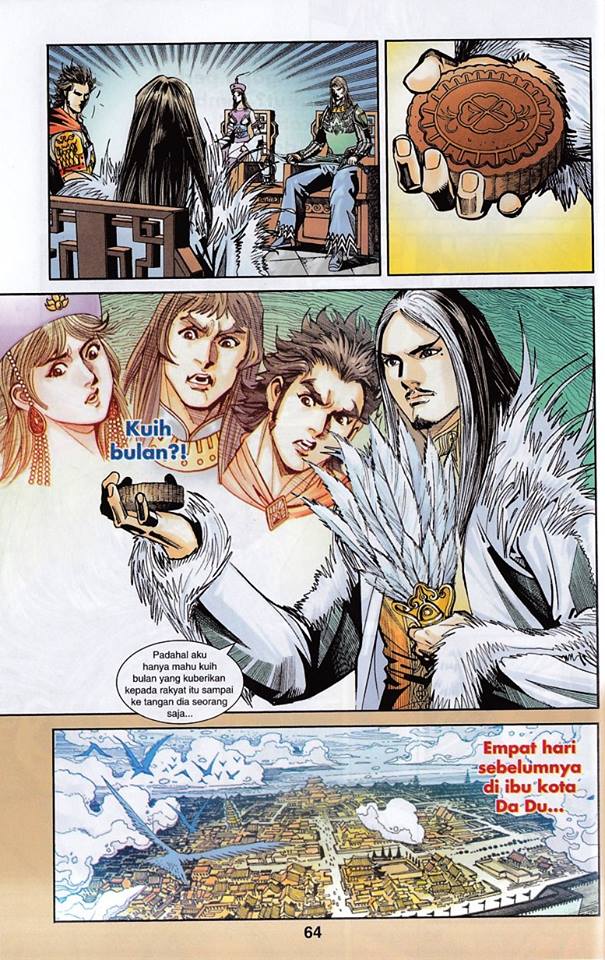 Kuih
bulan?!
Padahal aku
hanya mahu kuih
bulan yang kuberikan
kepada rakyat itu sampai
ke tangan dia seorang
saja...
Empat hari
sebelumnya
di ibu kota
Da Du...
64